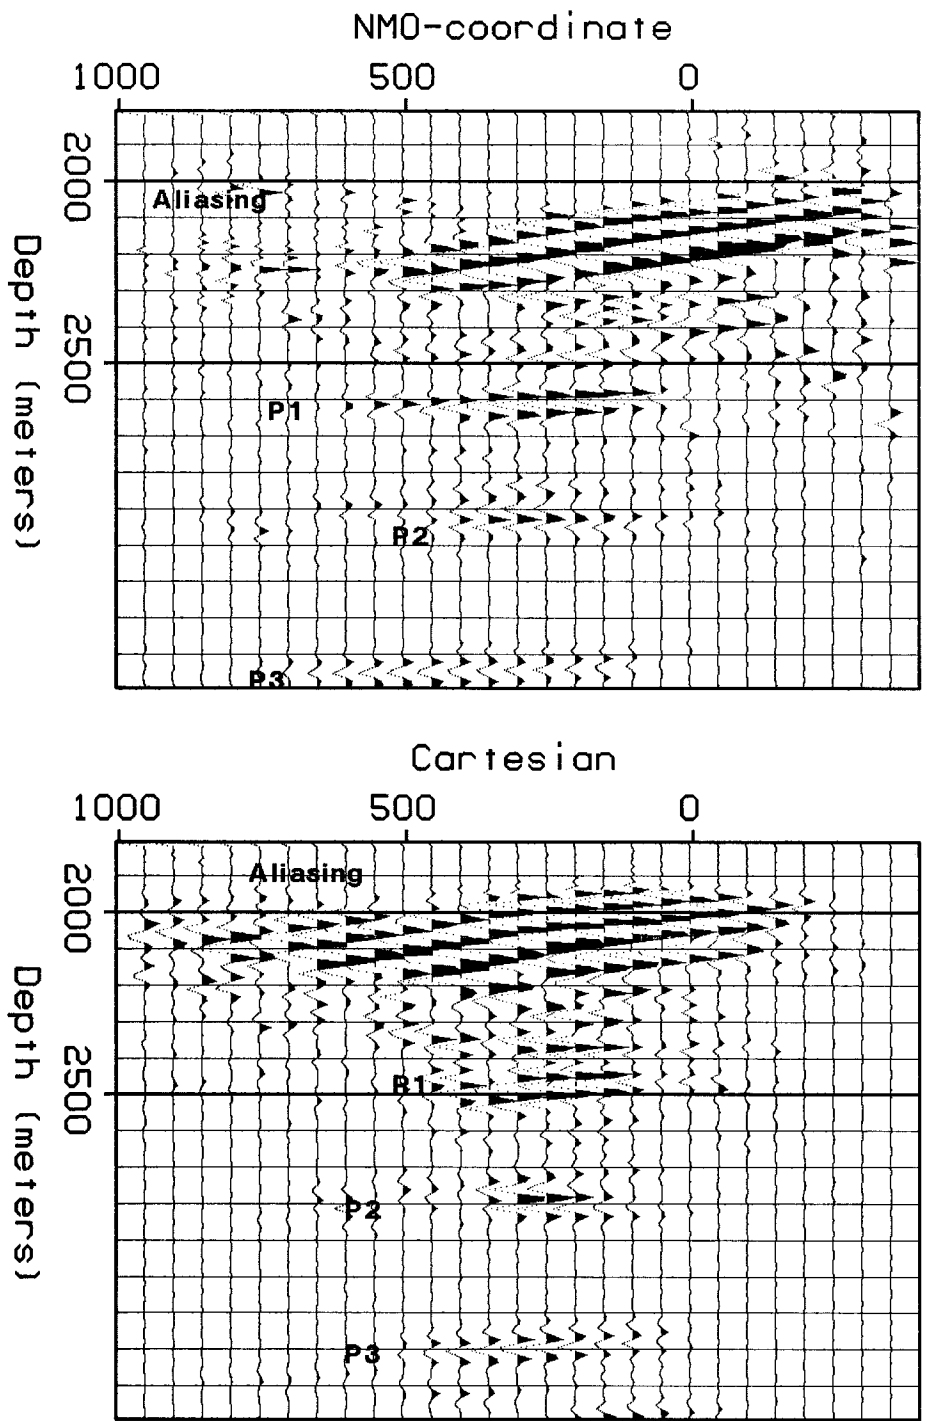 NMO-coordinate
1000 500 0
2000
Aliasing
Depth (meters)
2500
P1
P2
P3
Cartesian
1000 500 0
Aliasing
2000
Depth (meters)
2500
P1
P2
P3